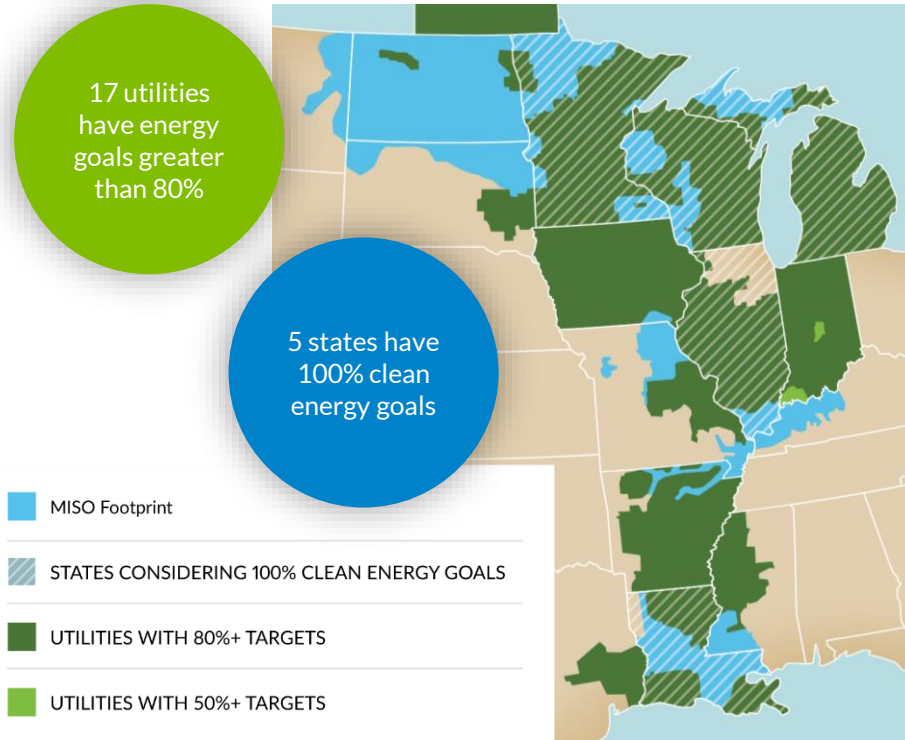 17 utilities
have energy
goals greater
than 80%
5 states have
100% clean
energy goals
MISO Footprint
STATES CONSIDERING 100% CLEAN ENERGY GOALS
UTILITIES WITH 80%+ TARGETS
UTILITIES WITH 50%+ TARGETS